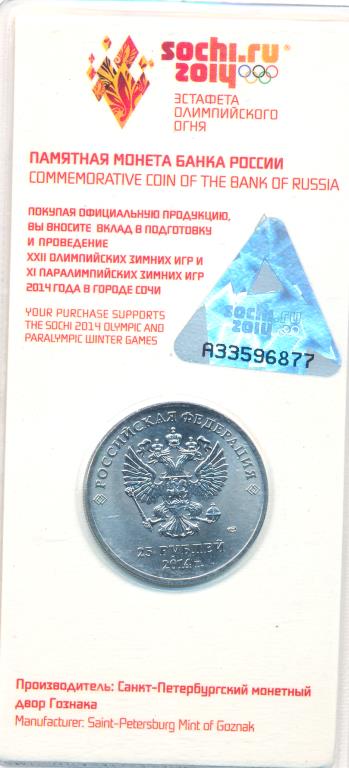 sochi.ru
2014
ЭСТАФЕТА
ОЛИМПИЙСКОГО
ОГНЯ
ПАМЯТНАЯ МОНЕТА БАНКА РОССИИ
COMMEMORATIVE COIN OF THE BANK OF RUSSIA
ПОКУПАЯ ОФИЦИАЛЬНУЮ ПРОДУКЦИЮ,
ВЫ ВНОСИТЕ ВКЛАД В ПОДГОТОВКУ
И ПРОВЕДЕНИЕ
XXII ОЛИМПИЙСКИХ ЗИМНИХ ИГР И
XI ПАРАЛИМПИЙСКИХ ЗИМНИХ ИГР
2014 ГОДА В ГОРОДЕ СОЧИ
YOUR PURCHASE SUPPORTS
THE SOCHI 2014 OLYMPIC AND
PARALYMPIC WINTER GAMES
sochi.ru
2014
A33596877
РОССИЙСКАЯ ФЕДЕРАЦИЯ
25 РУБЛЕЙ
2014 г.
Производитель: Санкт-Петербургский монетный
двор Гознака
Manufacturer: Saint-Petersburg Mint of Goznak